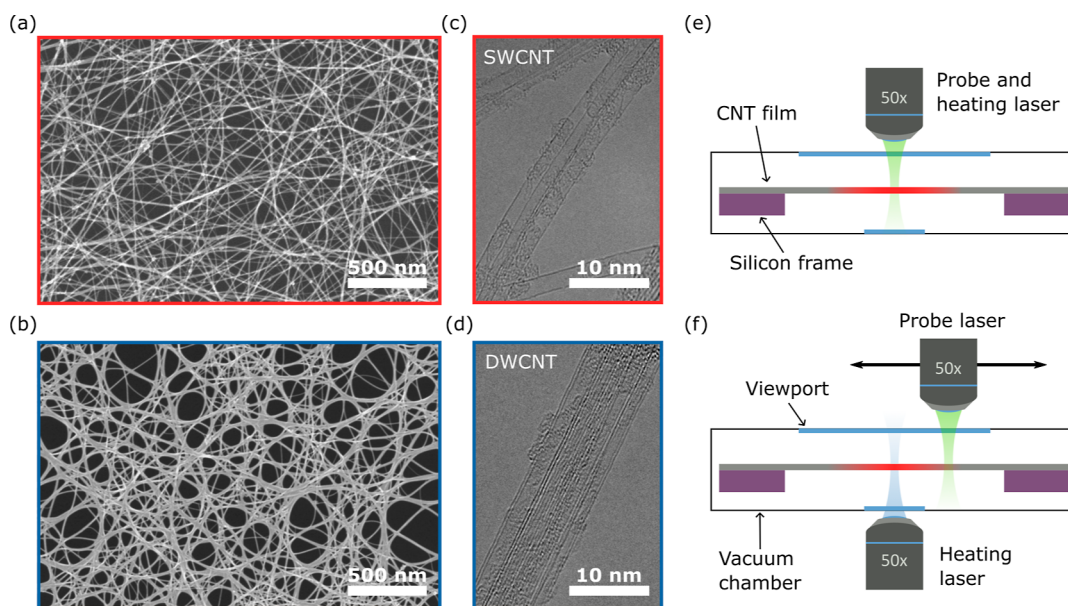 (a)
500 nm
(b)
500 nm
(c)
SWCNT
10 nm
(d)
DWCNT
10 nm
(e)
50x
Probe and
heating laser
CNT film
Silicon frame
(f)
Probe laser
50x
Viewport
Vacuum
chamber
50x
Heating
laser